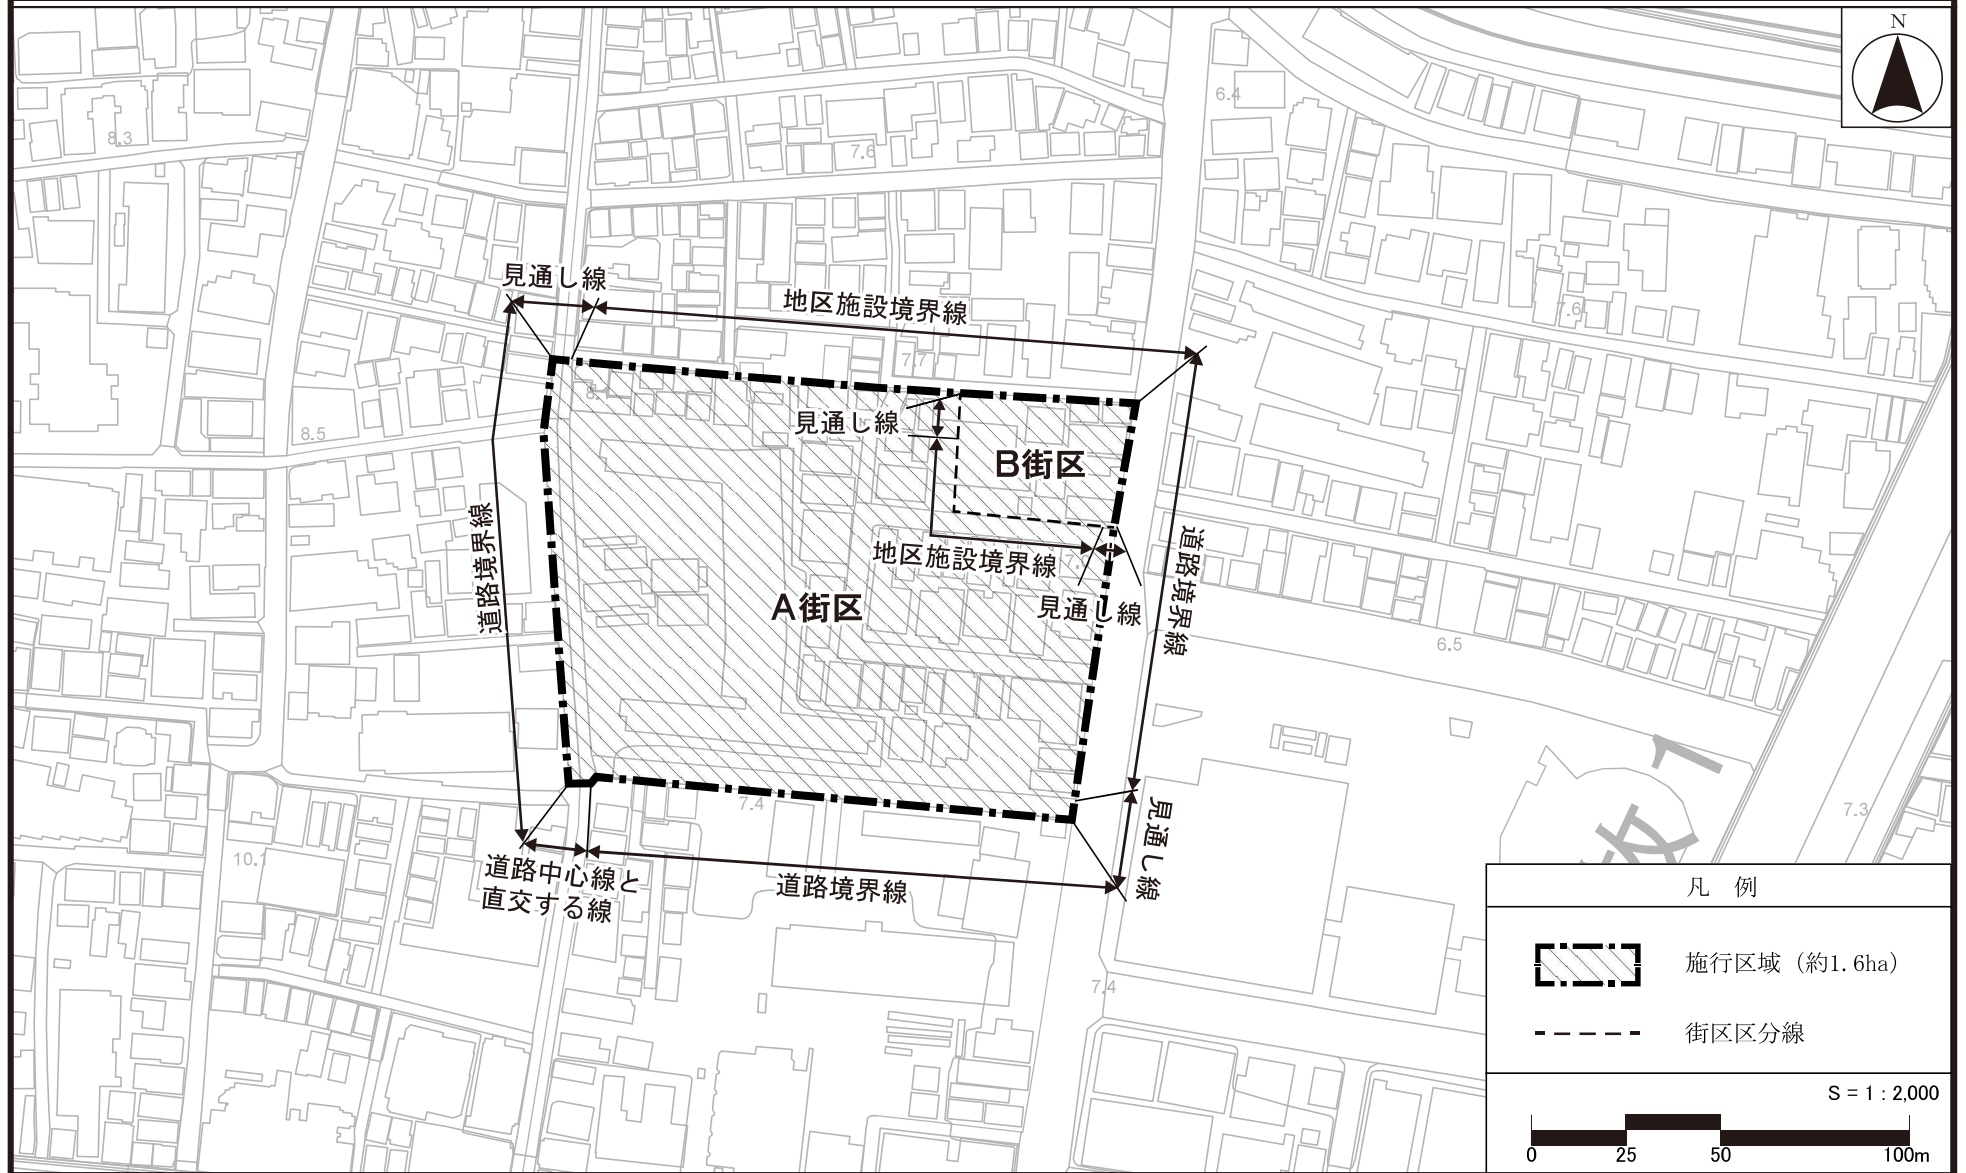 N
6.4
8.3
7.6
見通し線
地区施設境界線
7.6
7.7
見通し線
8.5
B街区
道路境界線
地区施設境界線
道路境界線
A街区
見通し線
6.5
7.4
見通し線
7.3
10.1
道路中心線と
直交する線
道路境界線
7.4
凡 例
施行区域（約1.6ha）
街区区分線
S = 1 : 2,000
0 25 50 100m